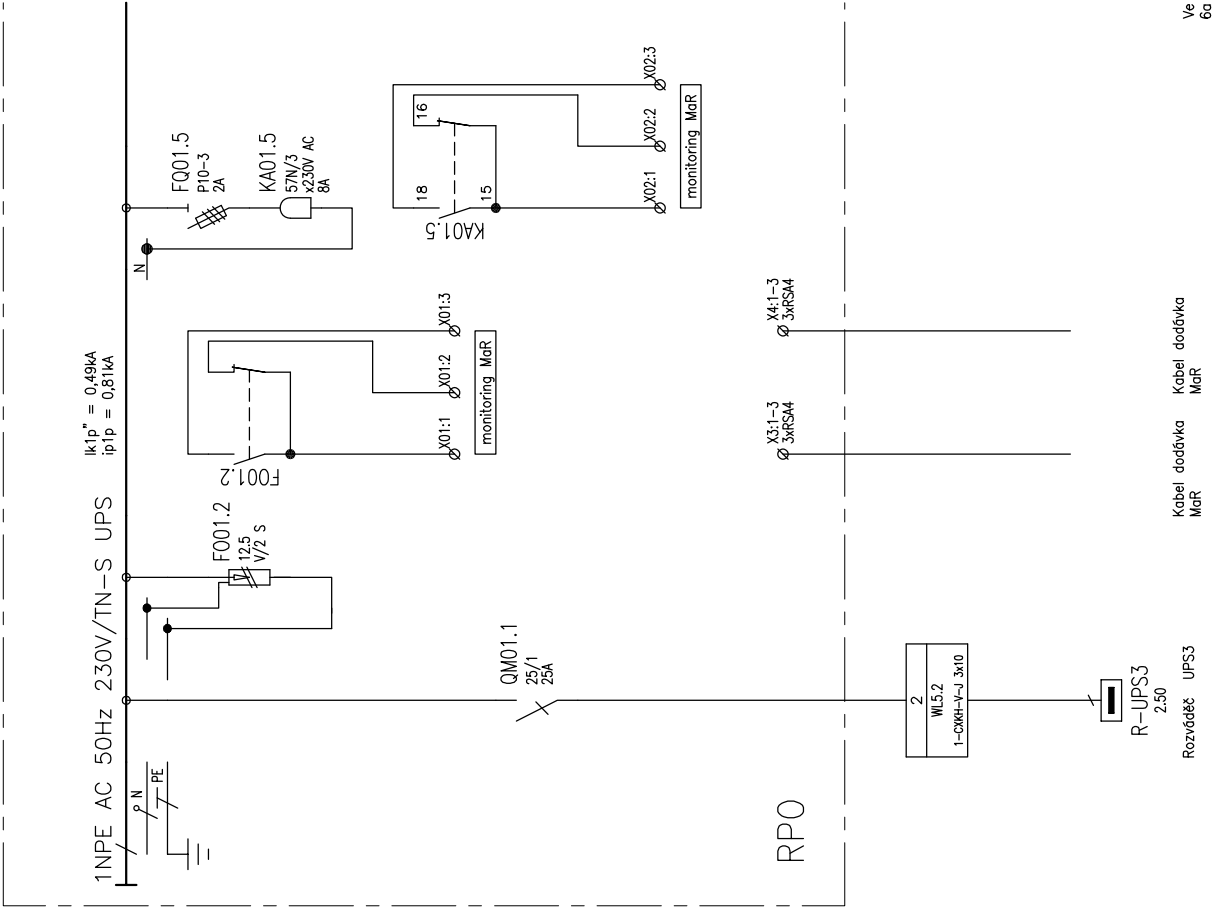 1NPE AC 50Hz 230V/TN-S UPS
Ik1p" = 0,49kA
ip1p = 0,81kA
N
PE
QM01.1
25/1
25A
FO01.2
12.5
V/2 S
FO01.2
X01:1
X01:2
X01:3
monitoring MaR
N
FQ01.5
P10-3
2A
KA01.5
57N/3
x230V AC
8A
KA01.5
18
16
15
X02:1
X02:2
X02:3
monitoring MaR
X3:1-3
3xRSA4
X4:1-3
3xRSA4
RPO
2
WL5.2
1-CXKH-V-J 3x10
R-UPS3
2.50
Rozváděč UPS3
Kabel dodávka
MaR
Kabel dodávka
MaR
Ve
6a